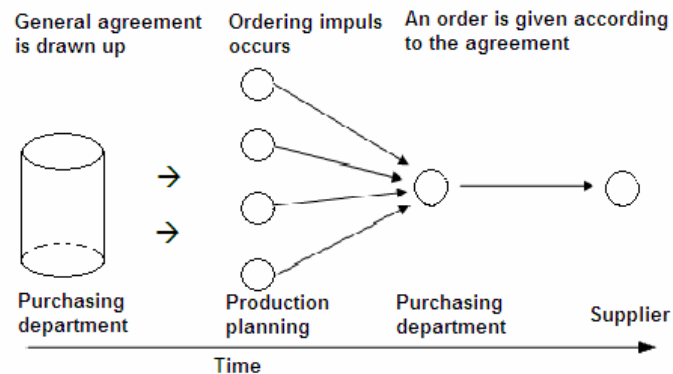 General agreement
is drawn up
Ordering impuls
occurs
An order is given according
to the agreement
Purchasing
department
Production
planning
Purchasing
department
Supplier
Time